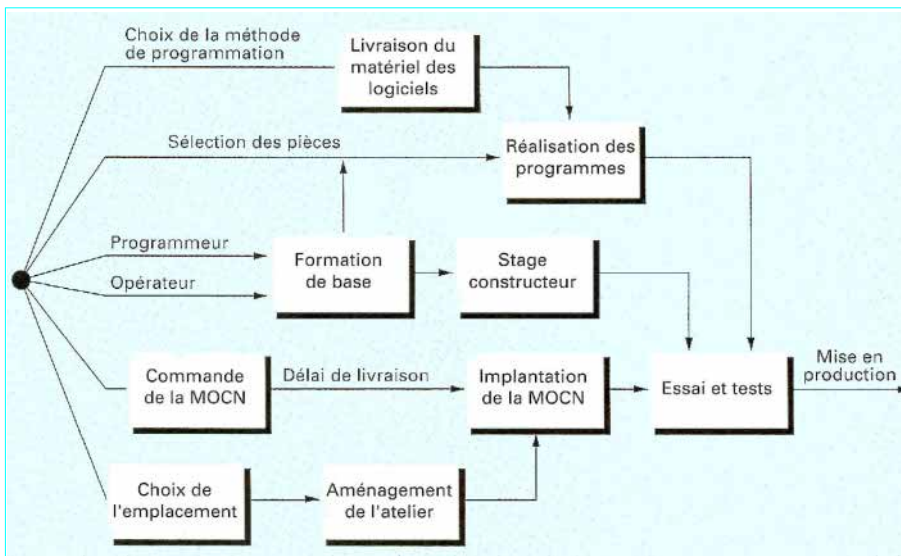 Choix de la méthode
de programmation
Livraison du
matériel des
logiciels
Sélection des pièces
Réalisation des
programmes
Programmeur
Opérateur
Formation
de base
Stage
constructeur
Commande
de la MOCN
Délai de livraison
Implantation
de la MOCN
Essai et tests
Mise en
production
Choix de
l'emplacement
Aménagement
de l'atelier